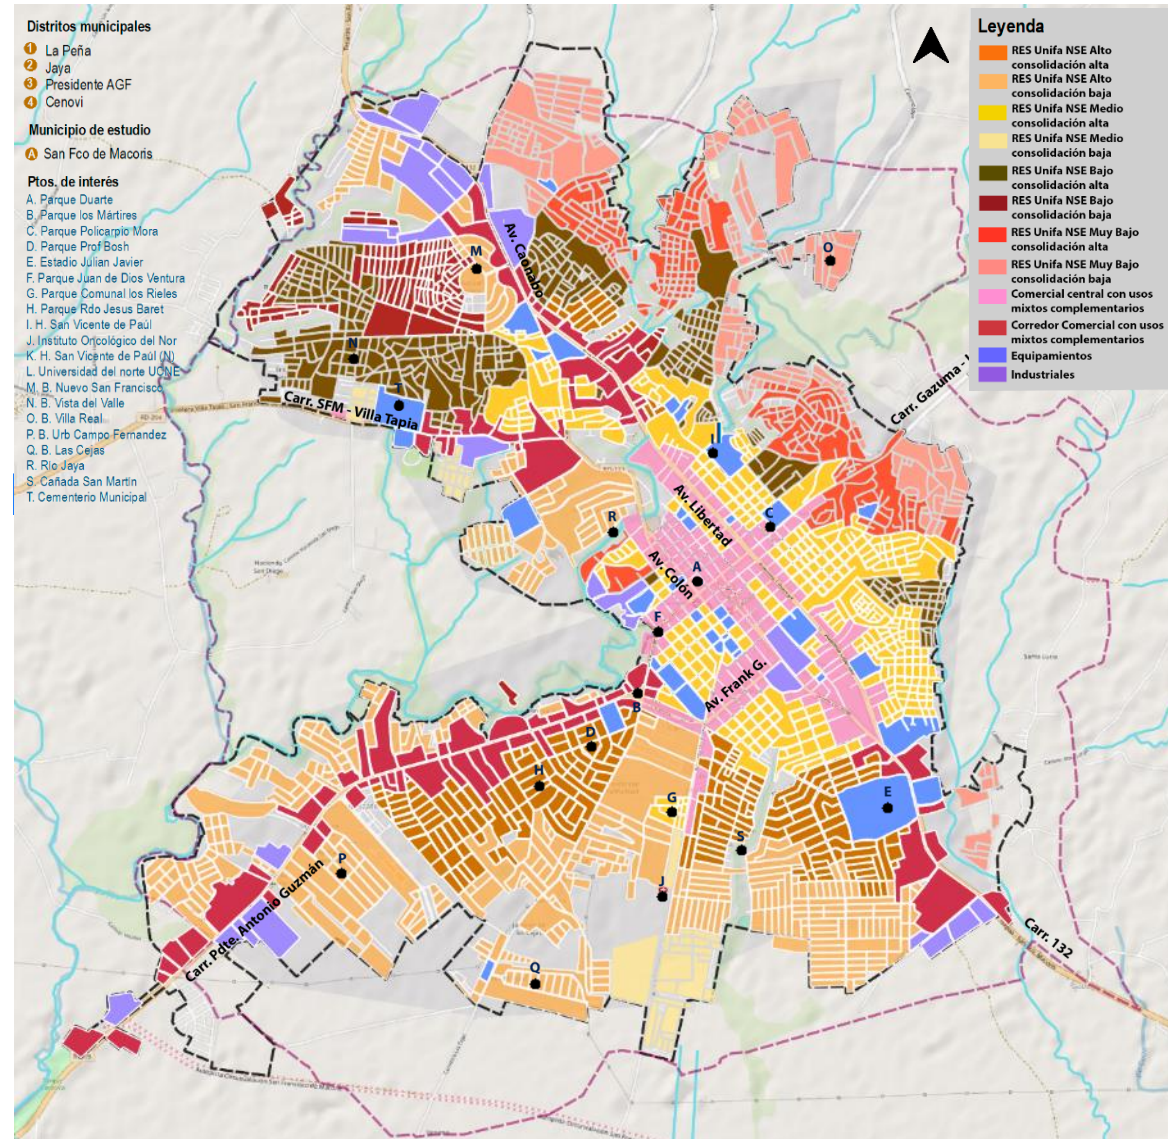 Distritos municipales
1 La Peña
2 Jaya
3 Presidente AGF
4 Cenovi
Municipio de estudio
A San Fco de Macoris
Ptos. de interés
A. Parque Duarte
B. Parque los Mártires
C. Parque Policarpio Mora
D. Parque Prof Bosh
E. Estadio Julian Javier
F. Parque Juan de Dios Ventura
G. Parque Comunal los Rieles
H. Parque Rdo Jesus Baret
I. H. San Vicente de Paúl
J. Instituto Oncológico del Nor
K. H. San Vicente de Paúl (N)
L. Universidad del norte UCNE
M. B. Nuevo San Francisco
N. B. Vista del Valle
O. B. Villa Real
P. B. Urb Campo Fernandez
Q. B. Las Cejas
R. Río Jaya
S. Cañada San Martín
T. Cementerio Municipal
Leyenda
RES Unifa NSE Alto
consolidación alta
RES Unifa NSE Alto
consolidación baja
RES Unifa NSE Medio
consolidación alta
RES Unifa NSE Medio
consolidación baja
RES Unifa NSE Bajo
consolidación alta
RES Unifa NSE Bajo
consolidación baja
RES Unifa NSE Muy Bajo
consolidación alta
RES Unifa NSE Muy Bajo
consolidación baja
Comercial central con usos
mixtos complementarios
Corredor Comercial con usos
mixtos complementarios
Equipamientos
Industriales
M
Av. Caonabo
O
N
T
Carr. SFM - Villa Tapia
Carr. Gazuma -
C
Av. Libertad
R
Av. Colón
A
F
Av. Frank G.
B
D
H
G
E
S
P
J
Q
Carr. Pdte. Antonio Guzmán
Carr. 132